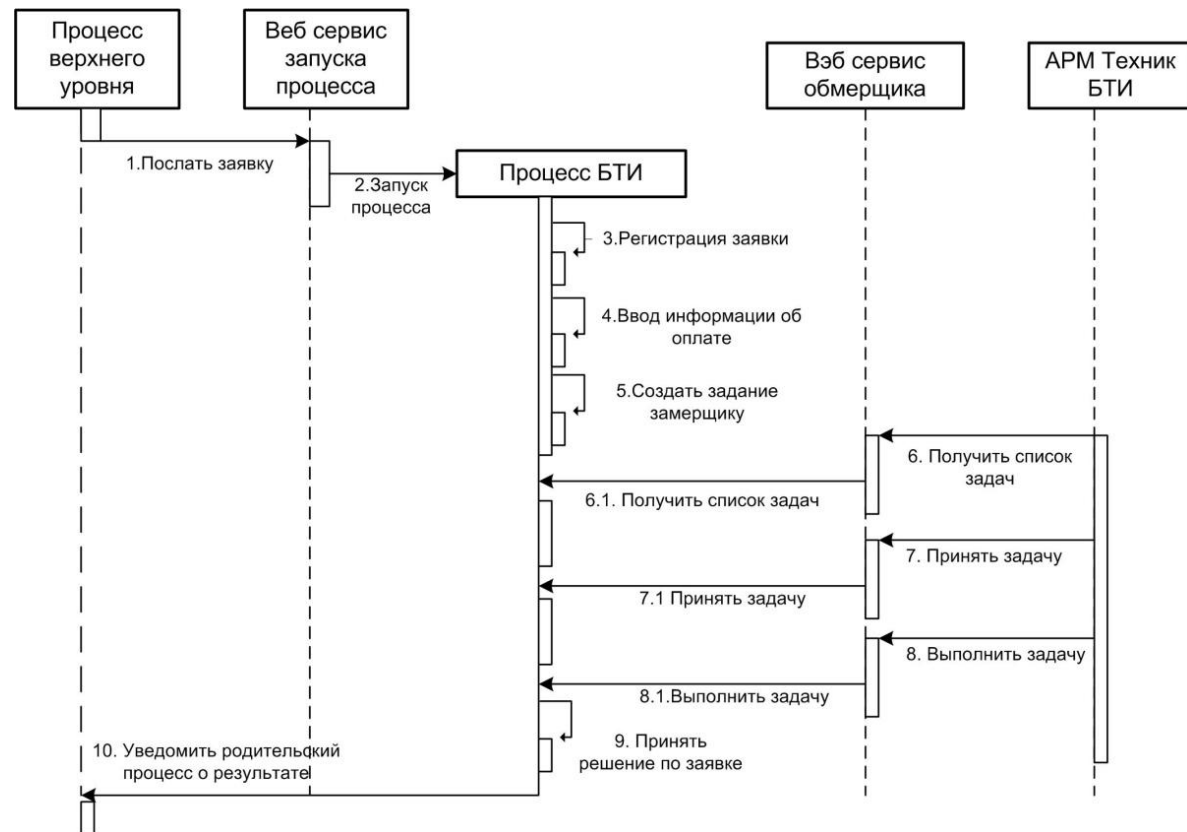 Процесс
верхнего
уровня
Веб сервис
запуска
процесса
Вэб сервис
обмерщика
АРМ Техник
БТИ
1.Послать заявку
2.Запуск
процесса
Процесс БТИ
3.Регистрация заявки
4.Ввод информации об
оплате
5.Создать задание
замерщику
6. Получить список
задач
6.1. Получить список задач
7. Принять задачу
7.1 Принять задачу
8. Выполнить задачу
8.1.Выполнить задачу
9. Принять
решение по заявке
10. Уведомить родительский
процесс о результате